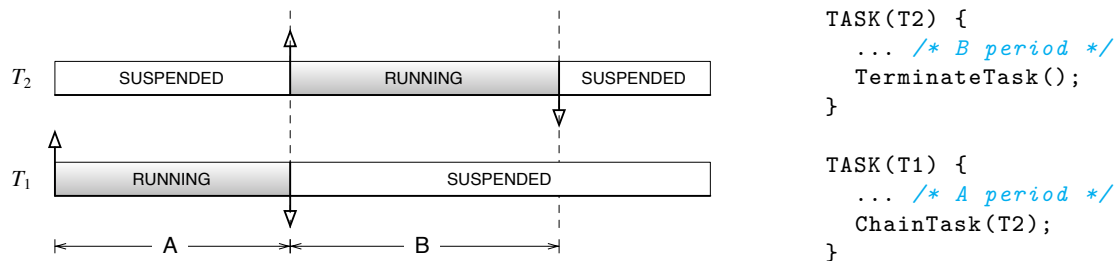 T2 SUSPENDED RUNNING SUSPENDED
T1 RUNNING SUSPENDED
A B
TASK(T2) {
... /* B period */
TerminateTask();
}
TASK(T1) {
... /* A period */
ChainTask(T2);
}